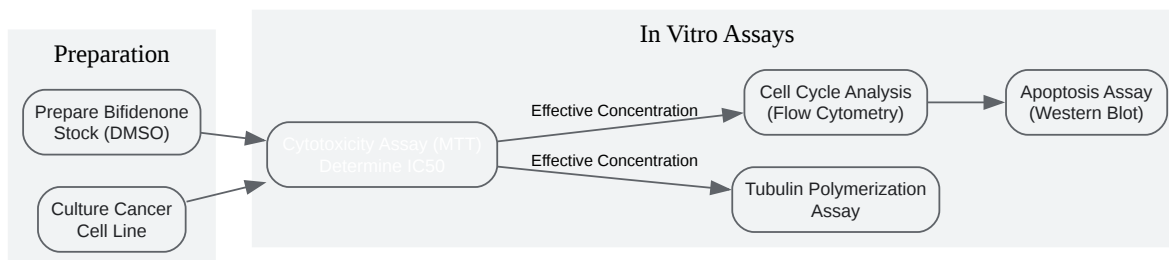 Preparation
Prepare Bifidenone
Stock (DMSO)
Culture Cancer
Cell Line
In Vitro Assays
Cytotoxicity Assay (MTT)
Determine IC50
Effective Concentration
Effective Concentration
Cell Cycle Analysis
(Flow Cytometry)
Apoptosis Assay
(Western Blot)
Tubulin Polymerization
Assay